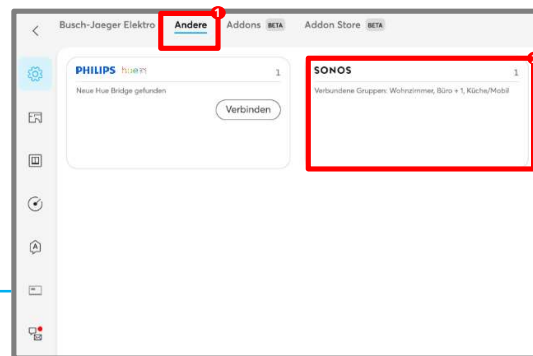 Busch-Jaeger Elektro Andere Addons BETA Addon Store BETA
1
PHILIPS hue 1
Neue Hue Bridge gefunden
Verbinden
SONOS 1
Verbundene Gruppen: Wohnzimmer, Büro + 1, Küche/Mobil